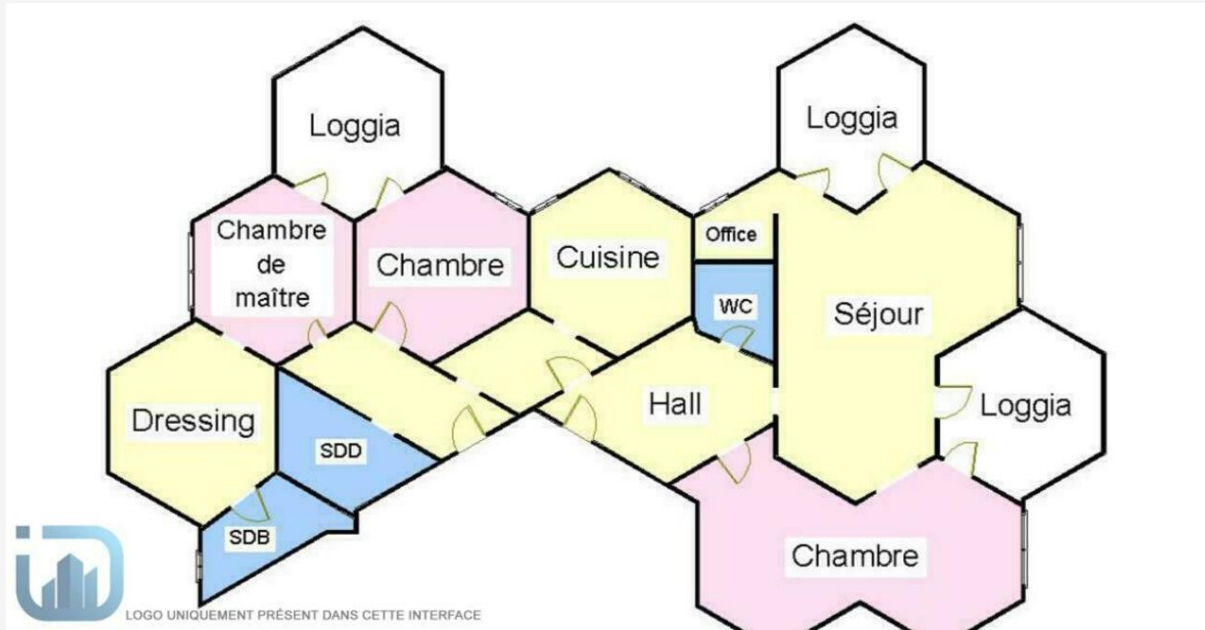 Loggia
Loggia
Chambre
de
maître
Chambre
Cuisine
Office
WC
Séjour
Dressing
SDD
Hall
Loggia
SDB
Chambre
iD
LOGO UNIQUEMENT PRÉSENT DANS CETTE INTERFACE